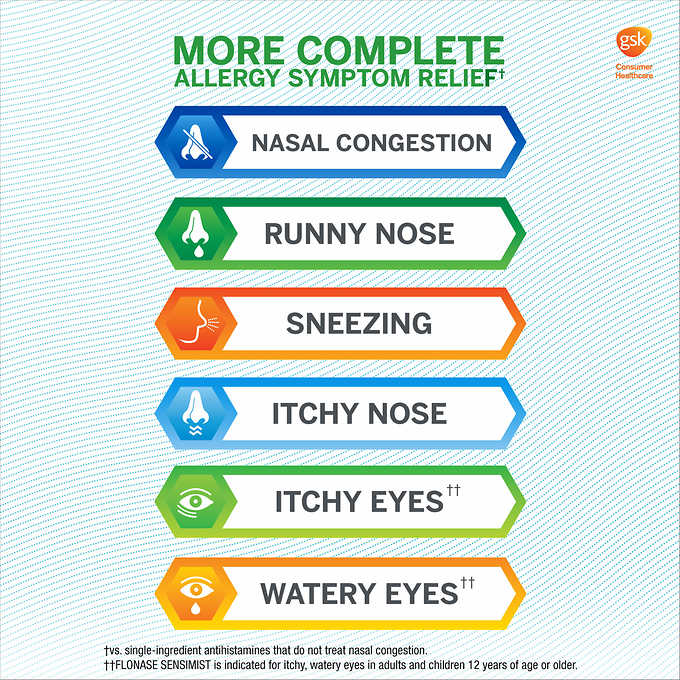 MORE COMPLETE
ALLERGY SYMPTOM RELIEF†
gsk
Consumer
Healthcare
NASAL CONGESTION
RUNNY NOSE
SNEEZING
ITCHY NOSE
ITCHY EYES††
WATERY EYES††
†vs. single-ingredient antihistamines that do not treat nasal congestion.
††FLONASE SENSIMIST is indicated for itchy, watery eyes in adults and children 12 years of age or older.